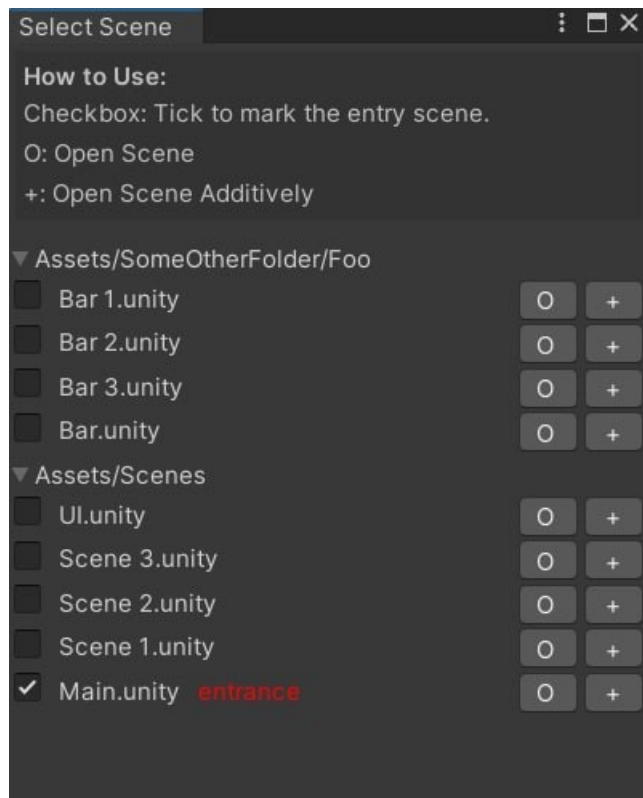 Select Scene
How to Use:
Checkbox: Tick to mark the entry scene.
O: Open Scene
+: Open Scene Additively
Assets/SomeOtherFolder/Foo
Bar 1.unity O +
Bar 2.unity O +
Bar 3.unity O +
Bar.unity O +
Assets/Scenes
UI.unity O +
Scene 3.unity O +
Scene 2.unity O +
Scene 1.unity O +
Main.unity entrance O +